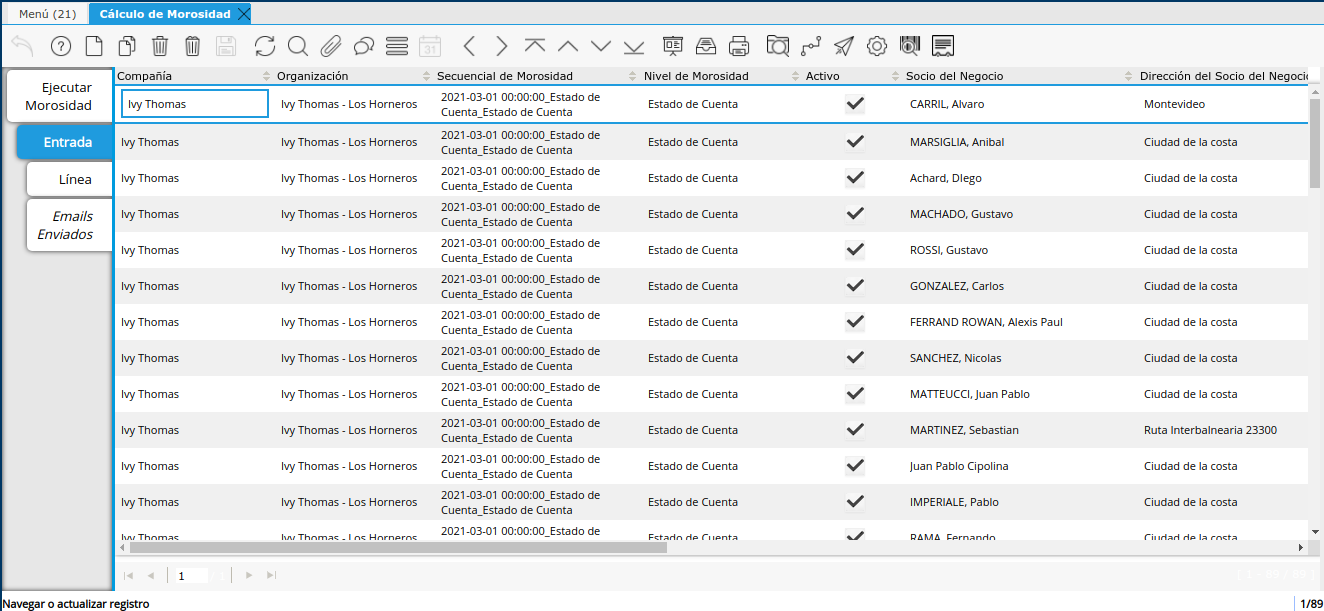 Menú (21)
Cálculo de Morosidad
31
Ejecutar
Morosidad
Entrada
Línea
Emails
Enviados
Compañía Organización Secuencial de Morosidad Nivel de Morosidad Activo Socio del Negocio Dirección del Socio del Negocio
Ivy Thomas Ivy Thomas - Los Horneros 2021-03-01 00:00:00_Estado de
Cuenta_Estado de Cuenta Estado de Cuenta CARRIL, Alvaro Montevideo
Ivy Thomas Ivy Thomas - Los Horneros 2021-03-01 00:00:00_Estado de
Cuenta_Estado de Cuenta Estado de Cuenta MARSIGLIA, Anibal Ciudad de la costa
Ivy Thomas Ivy Thomas - Los Horneros 2021-03-01 00:00:00_Estado de
Cuenta_Estado de Cuenta Estado de Cuenta Achard, DIego Ciudad de la costa
Ivy Thomas Ivy Thomas - Los Horneros 2021-03-01 00:00:00_Estado de
Cuenta_Estado de Cuenta Estado de Cuenta MACHADO, Gustavo Ciudad de la costa
Ivy Thomas Ivy Thomas - Los Horneros 2021-03-01 00:00:00_Estado de
Cuenta_Estado de Cuenta Estado de Cuenta ROSSI, Gustavo Ciudad de la costa
Ivy Thomas Ivy Thomas - Los Horneros 2021-03-01 00:00:00_Estado de
Cuenta_Estado de Cuenta Estado de Cuenta GONZALEZ, Carlos Ciudad de la costa
Ivy Thomas Ivy Thomas - Los Horneros 2021-03-01 00:00:00_Estado de
Cuenta_Estado de Cuenta Estado de Cuenta FERRAND ROWAN, Alexis Paul Ciudad de la costa
Ivy Thomas Ivy Thomas - Los Horneros 2021-03-01 00:00:00_Estado de
Cuenta_Estado de Cuenta Estado de Cuenta SANCHEZ, Nicolas Ciudad de la costa
Ivy Thomas Ivy Thomas - Los Horneros 2021-03-01 00:00:00_Estado de
Cuenta_Estado de Cuenta Estado de Cuenta MATTEUCCI, Juan Pablo Ciudad de la costa
Ivy Thomas Ivy Thomas - Los Horneros 2021-03-01 00:00:00_Estado de
Cuenta_Estado de Cuenta Estado de Cuenta MARTINEZ, Sebastian Ruta Interbalnearia 23300
Ivy Thomas Ivy Thomas - Los Horneros 2021-03-01 00:00:00_Estado de
Cuenta_Estado de Cuenta Estado de Cuenta Juan Pablo Cipolina Ciudad de la costa
Ivy Thomas Ivy Thomas - Los Horneros 2021-03-01 00:00:00_Estado de
Cuenta_Estado de Cuenta Estado de Cuenta IMPERIALE, Pablo Ciudad de la costa
Ivy Thomas Ivy Thomas - Los Horneros 2021-03-01 00:00:00_Estado de
Estado de Cuenta RAMA, Fernando Ciudad de la costa
1
Navegar o actualizar registro 1/89